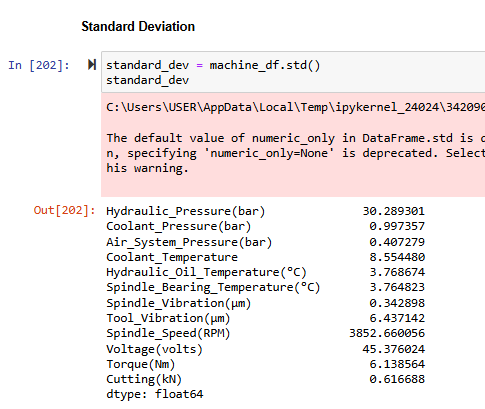 Standard Deviation
In [202]: standard_dev = machine_df.std()
standard_dev
C:\Users\USER\AppData\Local\Temp\ipykernel_24024\342090
The default value of numeric_only in DataFrame.std is d
n, specifying 'numeric_only=None' is deprecated. Select
his warning.
Out[202]: Hydraulic_Pressure(bar) 30.289301
Coolant_Pressure(bar) 0.997357
Air_System_Pressure(bar) 0.407279
Coolant_Temperature 8.554480
Hydraulic_Oil_Temperature(°C) 3.768674
Spindle_Bearing_Temperature(°C) 3.764823
Spindle_Vibration(µm) 0.342898
Tool_Vibration(µm) 6.437142
Spindle_Speed(RPM) 3852.660056
Voltage(volts) 45.376024
Torque(Nm) 6.138564
Cutting(kN) 0.616688
dtype: float64